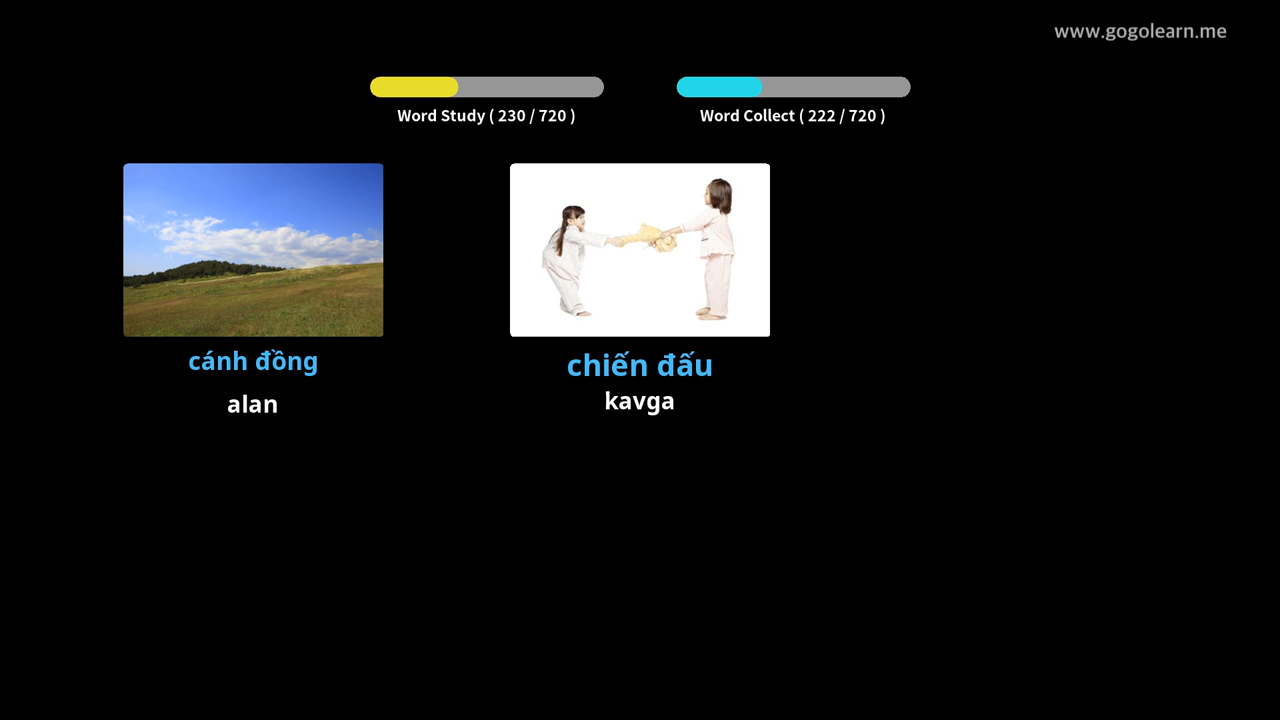 www.gogolearn.me
Word Study ( 230 / 720 )
Word Collect ( 222 / 720 )
cánh đồng
alan
chiến đấu
kavga